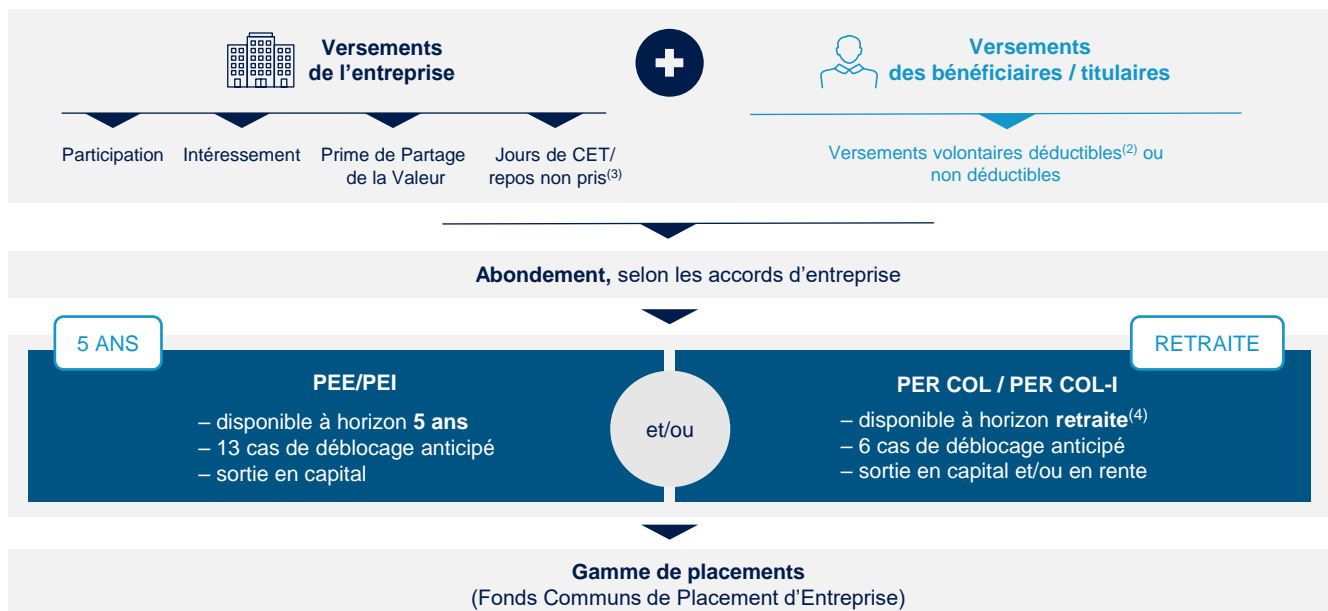 Versements
de l'entreprise
Versements
des bénéficiaires / titulaires
Participation
Intéressement
Prime de Partage
de la Valeur
Jours de CET/
repos non pris(3)
Versements volontaires déductibles(2) ou
non déductibles
Abondement, selon les accords d'entreprise
5 ANS
PEE/PEI
– disponible à horizon 5 ans
– 13 cas de déblocage anticipé
– sortie en capital
et/ou
RETRAITE
PER COL / PER COL-I
– disponible à horizon retraite(4)
– 6 cas de déblocage anticipé
– sortie en capital et/ou en rente
Gamme de placements
(Fonds Communs de Placement d'Entreprise)